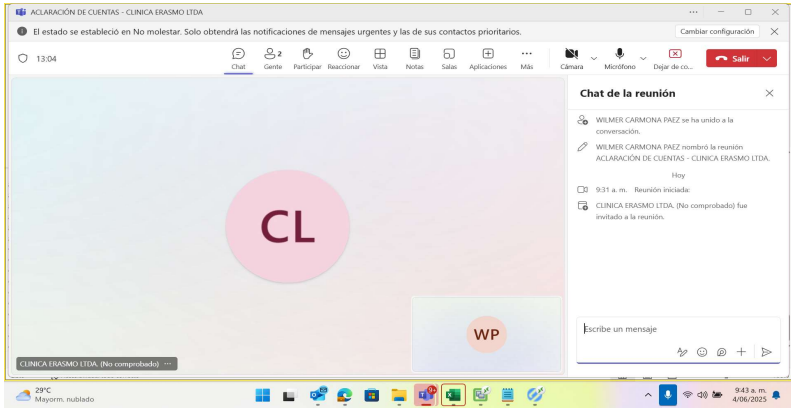 ACLARACIÓN DE CUENTAS - CLINICA ERASMO LTDA
El estado se estableció en No molestar. Solo obtendrá las notificaciones de mensajes urgentes y las de sus contactos prioritarios.
Cambiar configuración
13:04
Chat
2
Gente
Participar
Reaccionar
Vista
Notas
Salas
Aplicaciones
Más
Cámara
Micrófono
Dejar de co...
Salir
Chat de la reunión
WILMER CARMONA PAEZ se ha unido a la
conversación.
WILMER CARMONA PAEZ nombró la reunión
ACLARACIÓN DE CUENTAS - CLINICA ERASMO LTDA.
Hoy
9:31 a. m. Reunión iniciada:
CLINICA ERASMO LTDA. (No comprobado) fue
invitado a la reunión.
CL
WP
CLINICA ERASMO LTDA. (No comprobado) ...
Escribe un mensaje
29°C
Mayorm. nublado
9:43 a. m.
4/06/2025